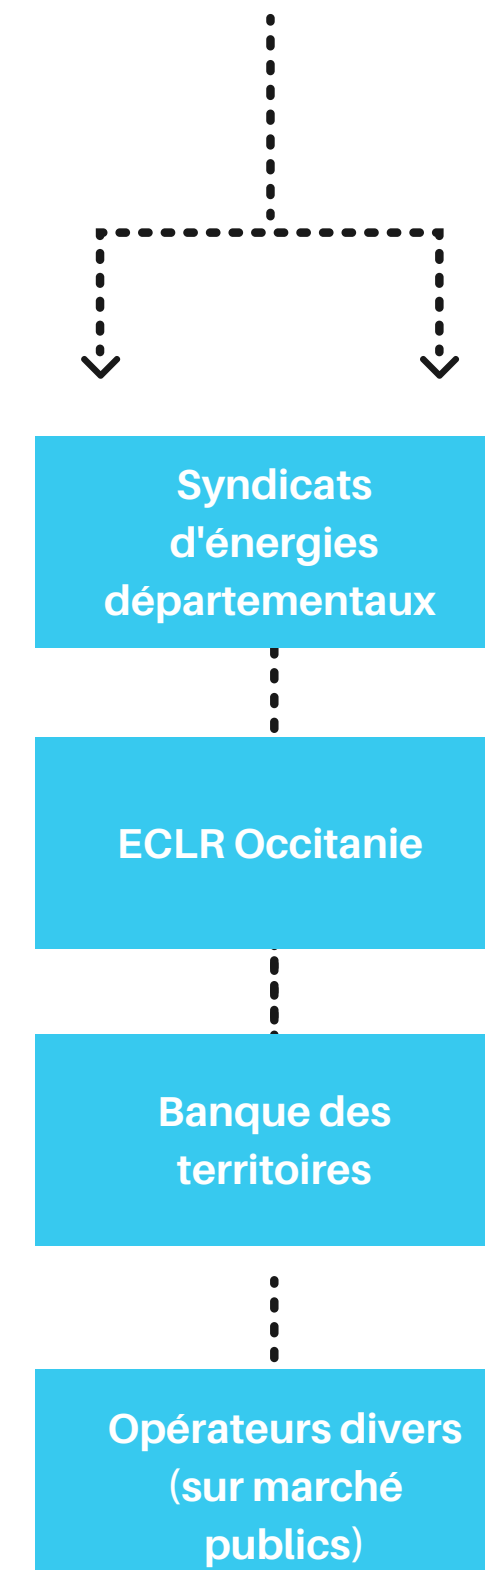 Syndicats
d'énergies
départementaux
ECLR Occitanie
Banque des
territoires
Opérateurs divers
(sur marché
publics)